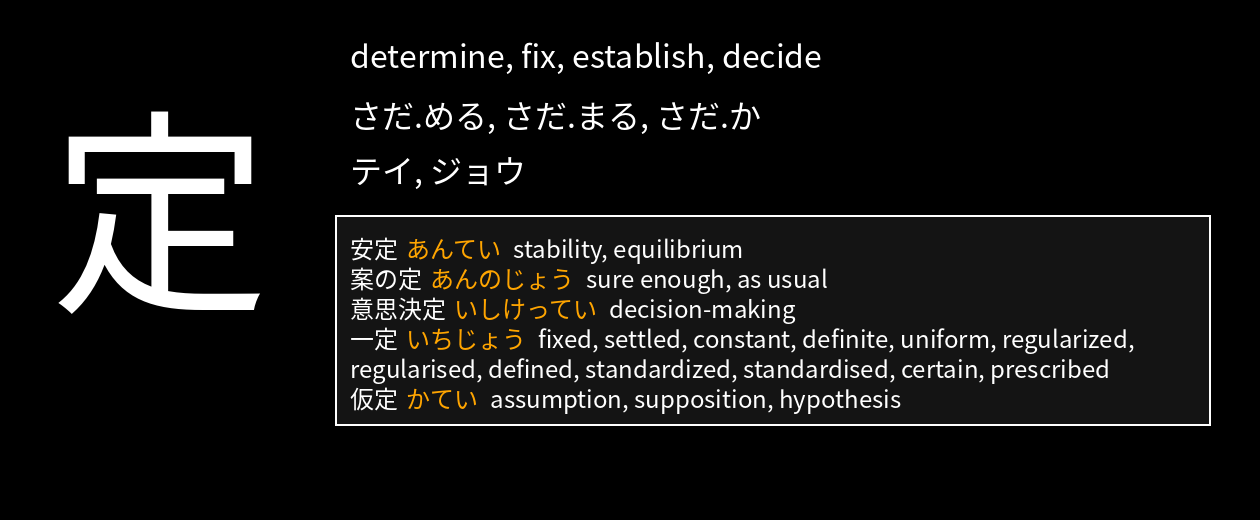 定
determine, fix, establish, decide
さだ.める, さだ.まる, さだ.か
テイ, ジョウ
安定 あんてい stability, equilibrium
案の定 あんのじょう sure enough, as usual
意思決定 いしけってい decision-making
一定 いちじょう fixed, settled, constant, definite, uniform, regularized,
regularised, defined, standardized, standardised, certain, prescribed
仮定 かてい assumption, supposition, hypothesis